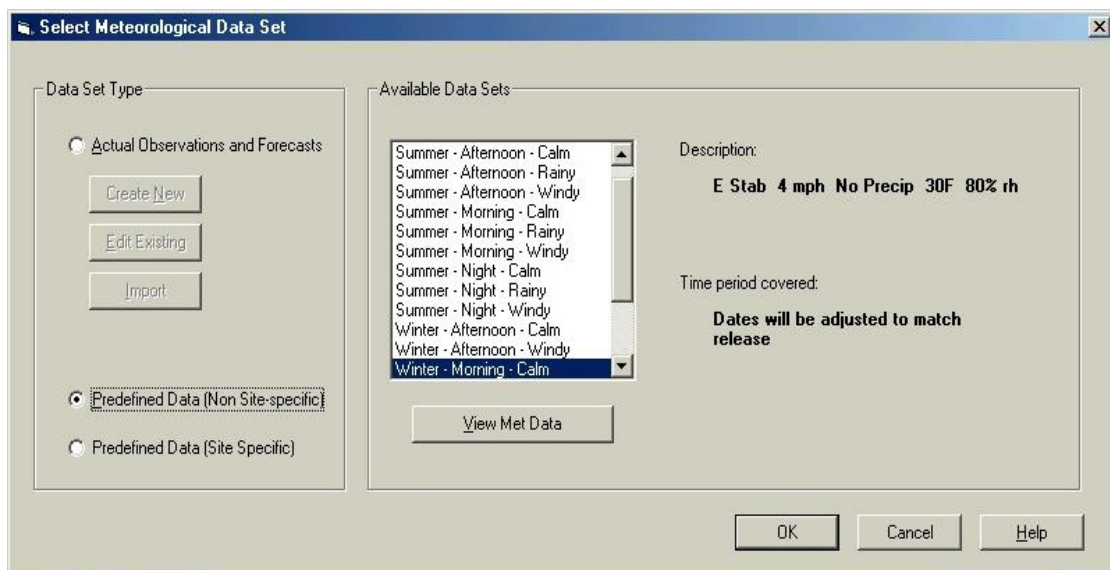 Select Meteorological Data Set
Data Set Type
Actual Observations and Forecasts
Create New
Edit Existing
Import
Predefined Data (Non Site-specific)
Predefined Data (Site Specific)
Available Data Sets
Summer - Afternoon - Calm
Summer - Afternoon - Rainy
Summer - Afternoon - Windy
Summer - Morning - Calm
Summer - Morning - Rainy
Summer - Morning - Windy
Summer - Night - Calm
Summer - Night - Rainy
Summer - Night - Windy
Winter - Afternoon - Calm
Winter - Afternoon - Windy
Winter - Morning - Calm
View Met Data
Description:
E Stab 4 mph No Precip 30F 80% rh
Time period covered:
Dates will be adjusted to match
release
OK
Cancel
Help